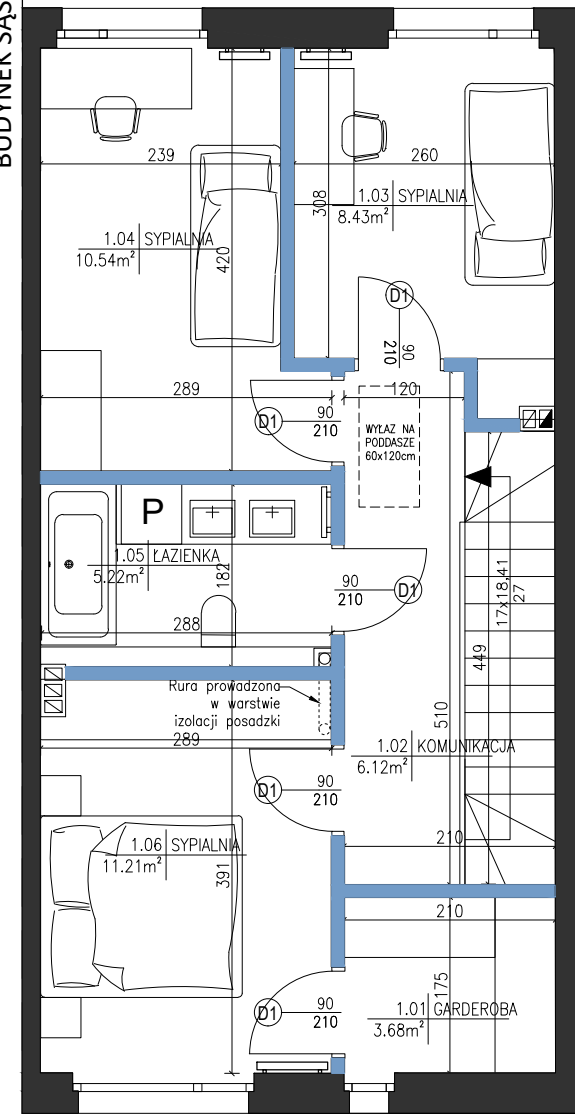 BUDYNEK SĄS
239
260
308
1.03 SYPIALNIA
8.43m²
1.04 SYPIALNIA
10.54m²
420
D1
90
210
289
120
D1
90
210
WYŁAZ NA
PODDASZE
60x120cm
P
1.05 ŁAZIENKA
5.22m²
182
90
210
D1
288
17x18,41
27
449
Rura prowadzona
w warstwie
izolacji posadzki
289
510
1.02 KOMUNIKACJA
6.12m²
D1
90
210
210
1.06 SYPIALNIA
11.21m²
391
210
175
D1
90
210
1.01 GARDEROBA
3.68m²